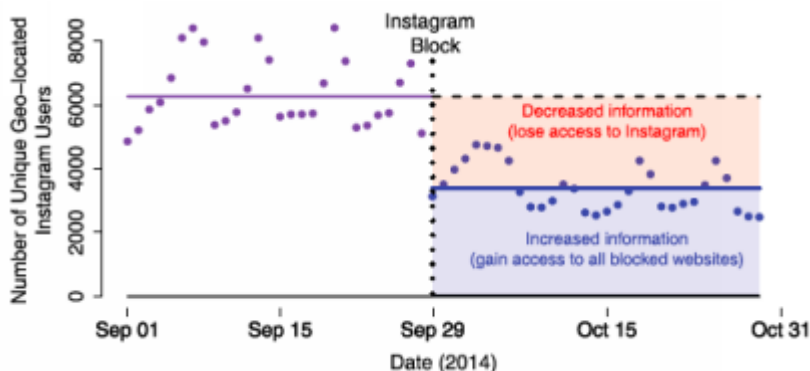 Instagram
Block
Number of Unique Geo-located
Instagram Users
8000
6000
4000
2000
0
Decreased information
(lose access to Instagram)
Increased information
(gain access to all blocked websites)
Sep 01
Sep 15
Sep 29
Oct 15
Oct 31
Date (2014)